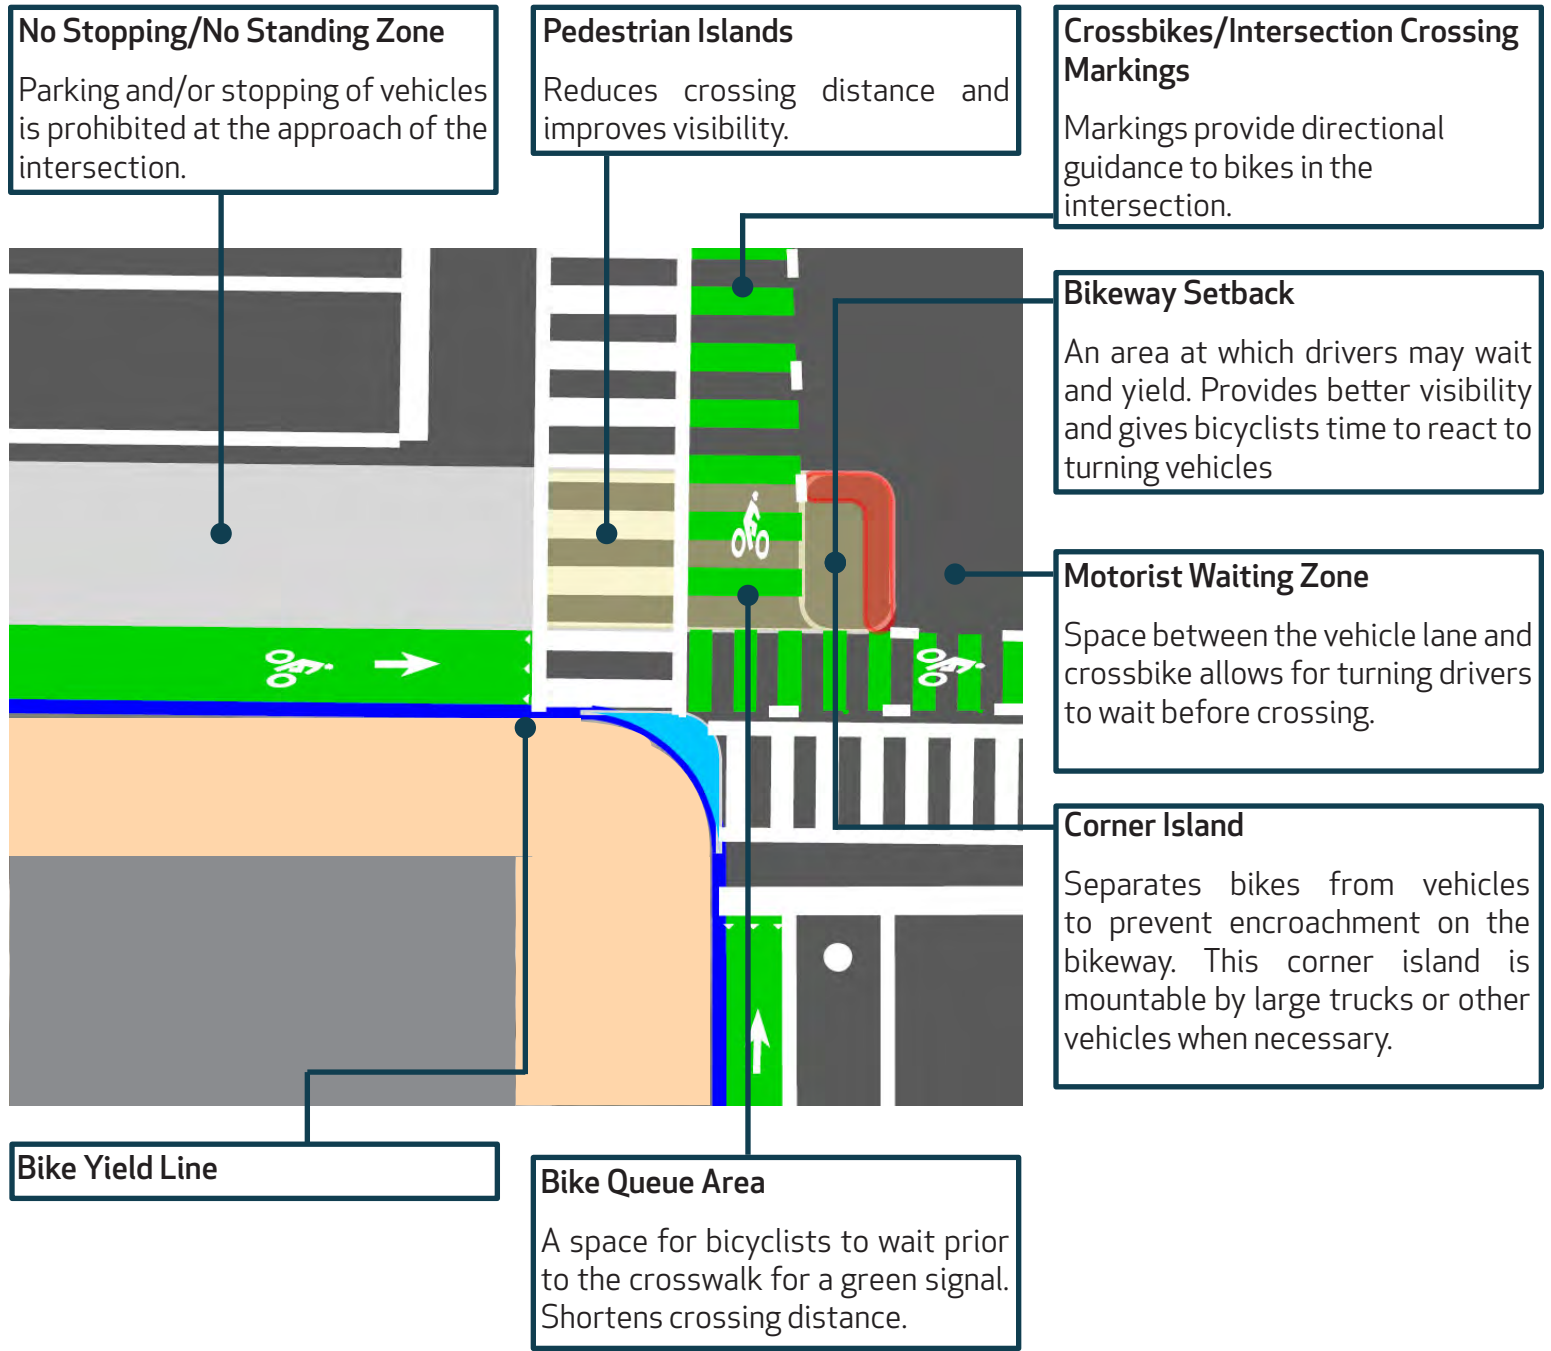 No Stopping/No Standing Zone
Parking and/or stopping of vehicles
is prohibited at the approach of the
intersection.
Pedestrian Islands
Reduces crossing distance and
improves visibility.
Crossbikes/Intersection Crossing
Markings
Markings provide directional
guidance to bikes in the
intersection.
Bikeway Setback
An area at which drivers may wait
and yield. Provides better visibility
and gives bicyclists time to react to
turning vehicles
Motorist Waiting Zone
Space between the vehicle lane and
crossbike allows for turning drivers
to wait before crossing.
Corner Island
Separates bikes from vehicles
to prevent encroachment on the
bikeway. This corner island is
mountable by large trucks or other
vehicles when necessary.
Bike Yield Line
Bike Queue Area
A space for bicyclists to wait prior
to the crosswalk for a green signal.
Shortens crossing distance.